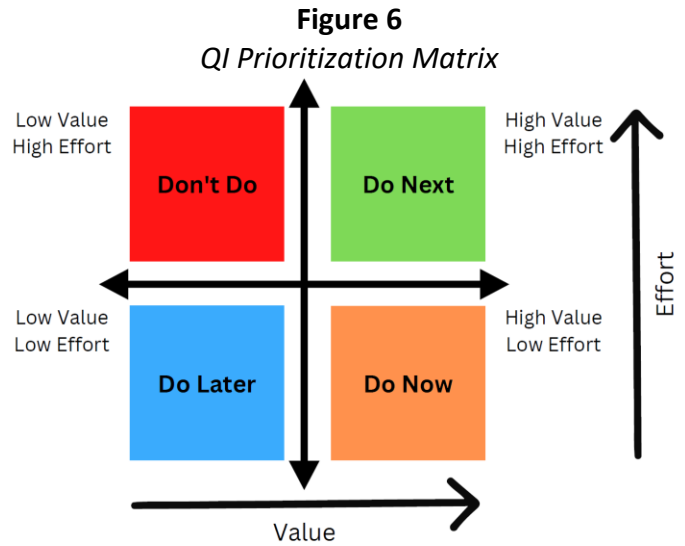 Figure 6
QI Prioritization Matrix
Low Value
High Effort
Don't Do
Do Next
High Value
High Effort
Effort
Low Value
Low Effort
Do Later
Do Now
High Value
Low Effort
Value